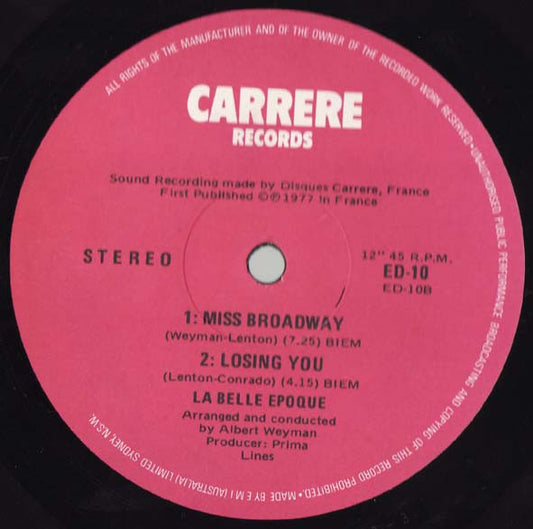 ALL RIGHTS OF THE MANUFACTURER AND OF THE OWNER OF THE RECORDED WORK RESERVED • UNAUTHORISED PUBLIC PERFORMANCE BROADCASTING AND COPYING OF THIS RECORD PROHIBITED • MADE BY E M I (AUSTRALIA) LIMITED SYDNEY, N.S.W.
CARRERE
RECORDS
Sound Recording made by Disques Carrere, France
First Published ©℗1977 In France
STEREO
12" 45 R.P.M.
ED-10
ED-10B
1: MISS BROADWAY
(Weyman-Lenton) (7.25) BIEM
2: LOSING YOU
(Lenton-Conrado) (4.15) BIEM
LA BELLE EPOQUE
Arranged and conducted
by Albert Weyman
Producer: Prima
Lines